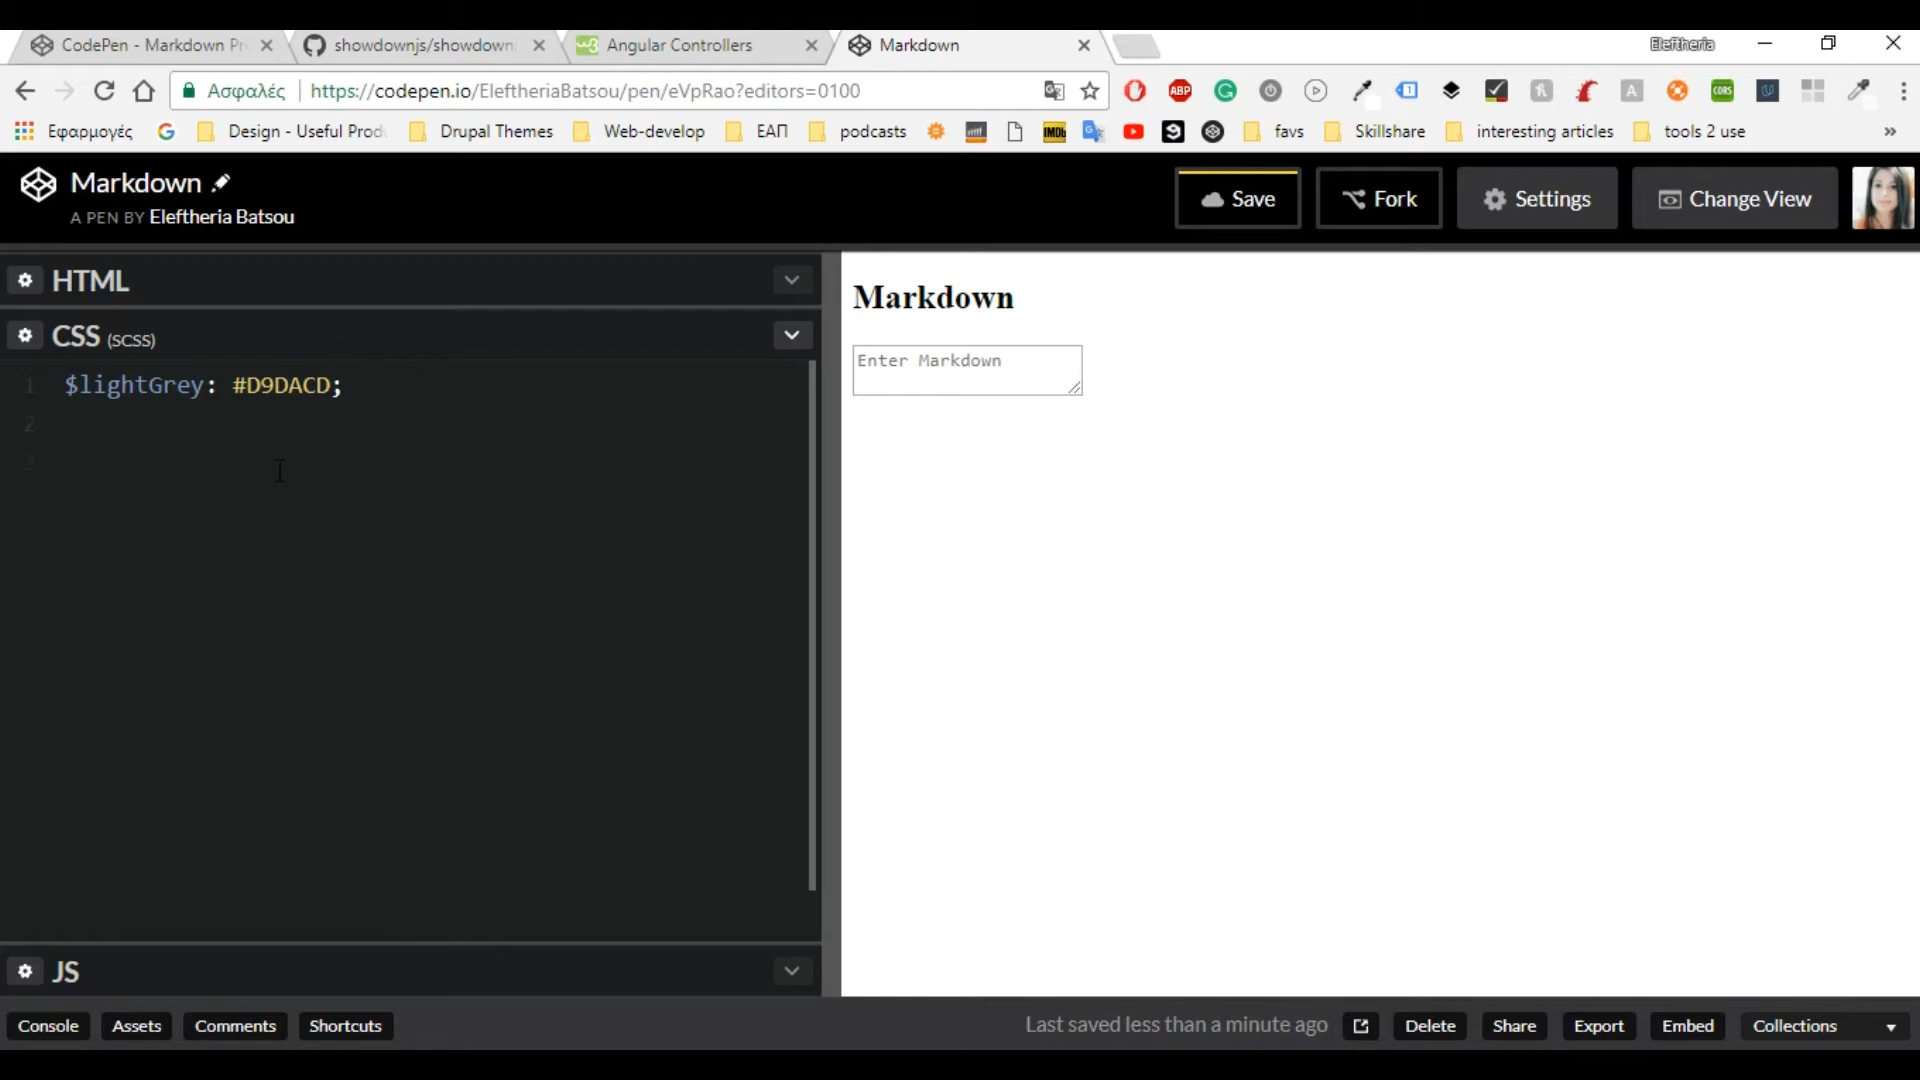 CodePen - Markdown Pr
showdownjs/showdown:
Angular Controllers
Markdown
Eleftheria
Ασφαλές
https://codepen.io/EleftheriaBatsou/pen/eVpRao?editors=0100
Εφαρμογές
Design - Useful Prod
Drupal Themes
Web-develop
ΕΑΠ
podcasts
favs
Skillshare
interesting articles
tools 2 use
»
Markdown
A PEN BY Eleftheria Batsou
Save
Fork
Settings
Change View
HTML
CSS (SCSS)
1 $lightGrey: #D9DACD;
2
3
JS
Markdown
Enter Markdown
Console
Assets
Comments
Shortcuts
Last saved less than a minute ago
Delete
Share
Export
Embed
Collections